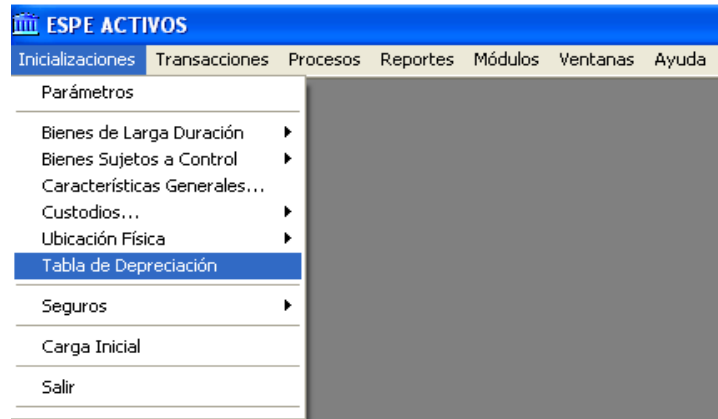 ESPE ACTIVOS
Inicializaciones Transacciones Procesos Reportes Módulos Ventanas Ayuda
Parámetros
Bienes de Larga Duración
Bienes Sujetos a Control
Características Generales...
Custodios...
Ubicación Física
Tabla de Depreciación
Seguros
Carga Inicial
Salir